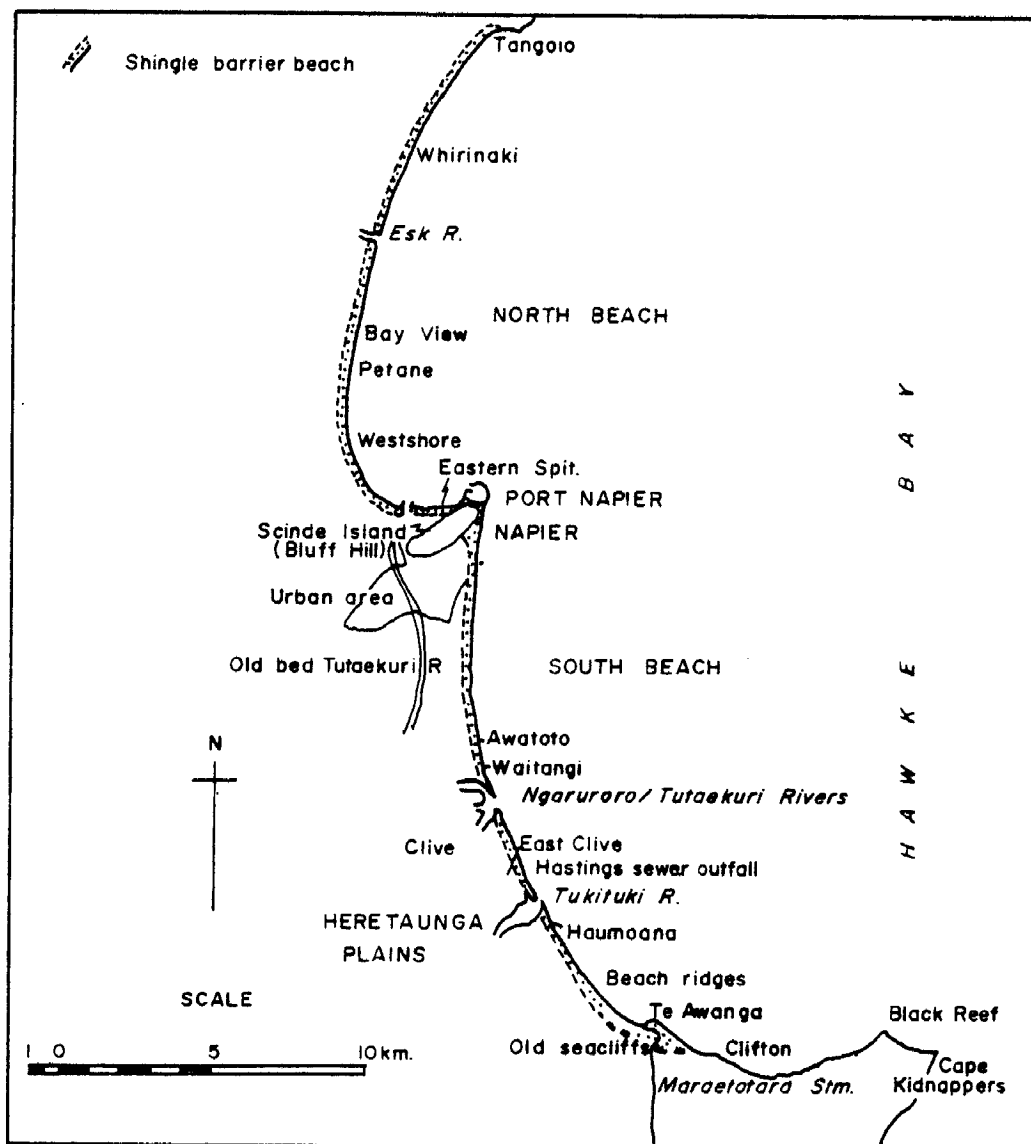 Shingle barrier beach
Tangoio
Whirinaki
Esk R.
NORTH BEACH
Bay View
Petane
Westshore
Eastern Spit.
PORT NAPIER
Scinde Island
(Bluff Hill)
NAPIER
Urban area
Old bed Tutaekuri R
SOUTH BEACH
HAWKE BAY
Awatoto
Waitangi
Ngaruroro/Tutaekuri Rivers
N
Clive
East Clive
Hastings sewer outfall
Tukituki R.
HERETAUNGA
PLAINS
Haumoana
Beach ridges
SCALE
Te Awanga
Black Reef
Old seacliffs
Clifton
1 0 5 10 km.
Maraetotara Stm.
Cape
Kidnappers